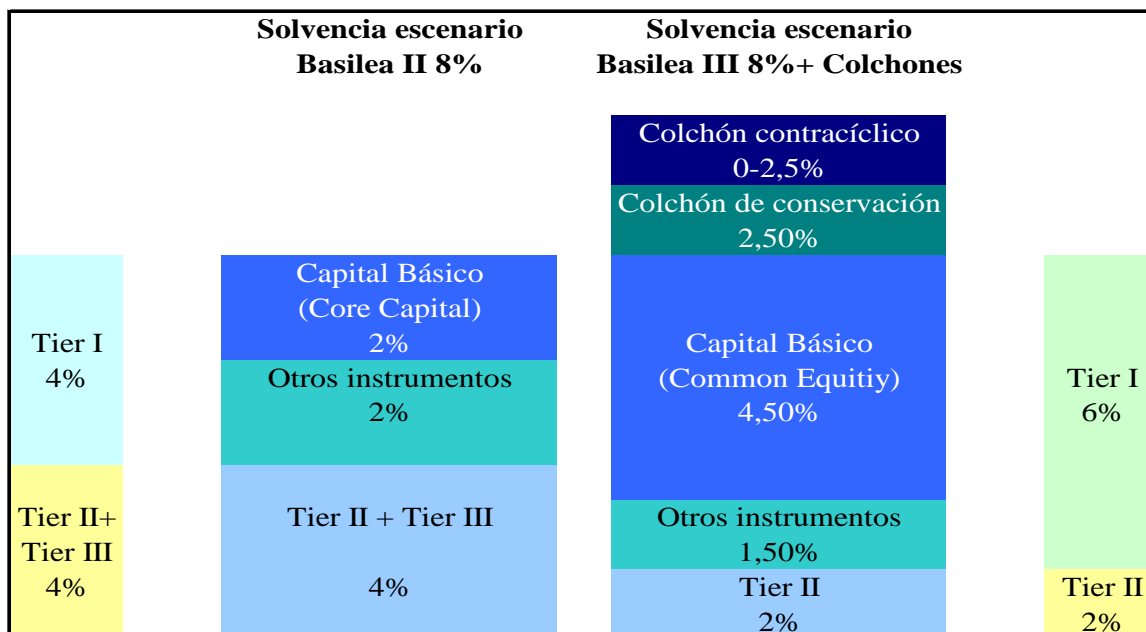 Solvencia escenario
Basilea II 8%
Solvencia escenario
Basilea III 8%+ Colchones
Colchón contracíclico
0-2,5%
Colchón de conservación
2,50%
Tier I
4%
Capital Básico
(Core Capital)
2%
Otros instrumentos
2%
Capital Básico
(Common Equitiy)
4,50%
Tier I
6%
Tier II+
Tier III
4%
Tier II + Tier III
4%
Otros instrumentos
1,50%
Tier II
2%
Tier II
2%